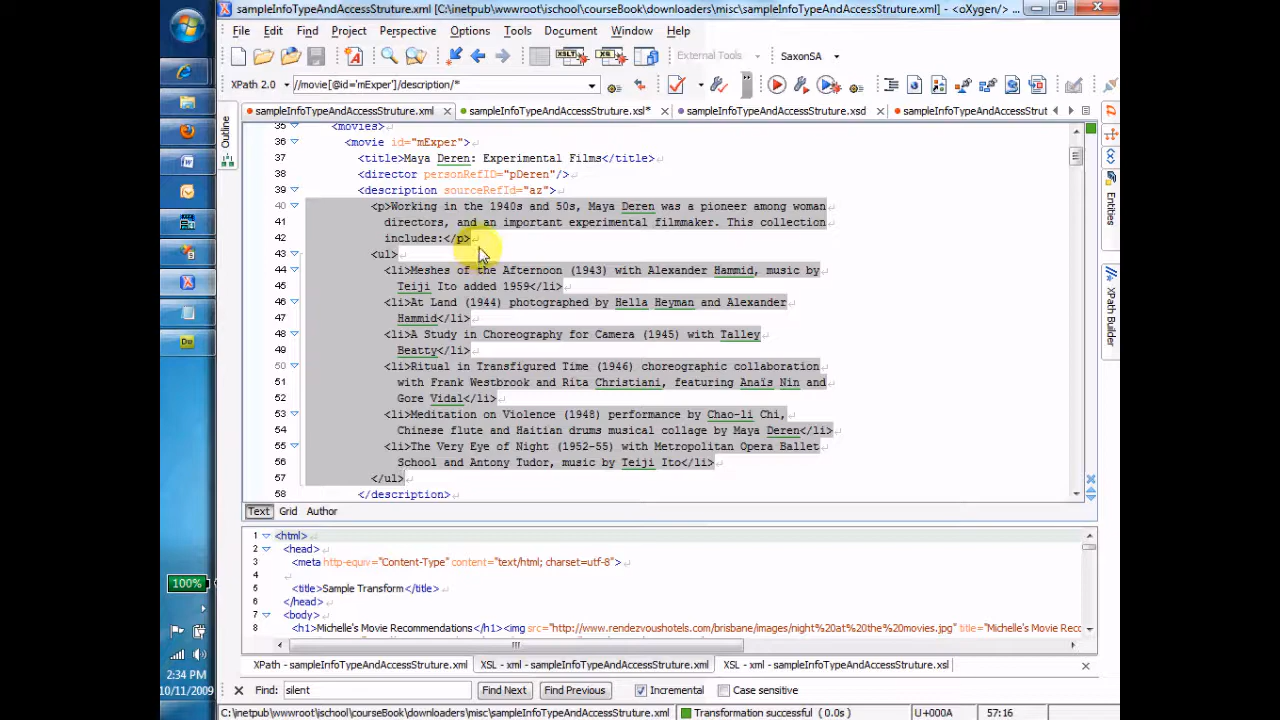 sampleInfoTypeAndAccessStruture.xml [C:\inetpub\wwwroot\ischool\courseBook\downloaders\misc\sampleInfoTypeAndAccessStruture.xml] - <oXygen/> ...
File Edit Find Project Perspective Options Tools Document Window Help
External Tools SaxonSA
XPath 2.0 //movie[@id='mExper']/description/*
sampleInfoTypeAndAccessStruture.xml sampleInfoTypeAndAccessStruture.xsl* sampleInfoTypeAndAccessStruture.xsd sampleInfoTypeAndAccessStrut
35 <movies>
36 <movie id="mExper">
37 <title>Maya Deren: Experimental Films</title>
38 <director personRefID="pDeren"/>
39 <description sourceRefId="az">
40 <p>Working in the 1940s and 50s, Maya Deren was a pioneer among woman
41 directors, and an important experimental filmmaker. This collection
42 includes:</p>
43 <ul>
44 <li>Meshes of the Afternoon (1943) with Alexander Hammid, music by
45 Teiji Ito added 1959</li>
46 <li>At Land (1944) photographed by Hella Heyman and Alexander
47 Hammid</li>
48 <li>A Study in Choreography for Camera (1945) with Talley
49 Beatty</li>
50 <li>Ritual in Transfigured Time (1946) choreographic collaboration
51 with Frank Westbrook and Rita Christiani, featuring Anaïs Nin and
52 Gore Vidal</li>
53 <li>Meditation on Violence (1948) performance by Chao-li Chi,
54 Chinese flute and Haitian drums musical collage by Maya Deren</li>
55 <li>The Very Eye of Night (1952-55) with Metropolitan Opera Ballet
56 School and Antony Tudor, music by Teiji Ito</li>
57 </ul>
58 </description>
Outline
Entities
XPath Builder
Text Grid Author
1 <html>
2 <head>
3 <meta http-equiv="Content-Type" content="text/html; charset=utf-8">
4
5 <title>Sample Transform</title>
6 </head>
7 <body>
8 <h1>Michelle's Movie Recommendations</h1><img src="http://www.rendezvoushotels.com/brisbane/images/night%20at%20the%20movies.jpg" title="Michelle's Movie Reco
XPath - sampleInfoTypeAndAccessStruture.xml XSL - xml - sampleInfoTypeAndAccessStruture.xml XSL - xml - sampleInfoTypeAndAccessStruture.xsl
Find: silent Find Next Find Previous Incremental Case sensitive
C:\inetpub\wwwroot\ischool\courseBook\downloaders\misc\sampleInfoTypeAndAccessStruture.xml Transformation successful (0.0s) U+000A 57:16
100%
2:34 PM
10/11/2009